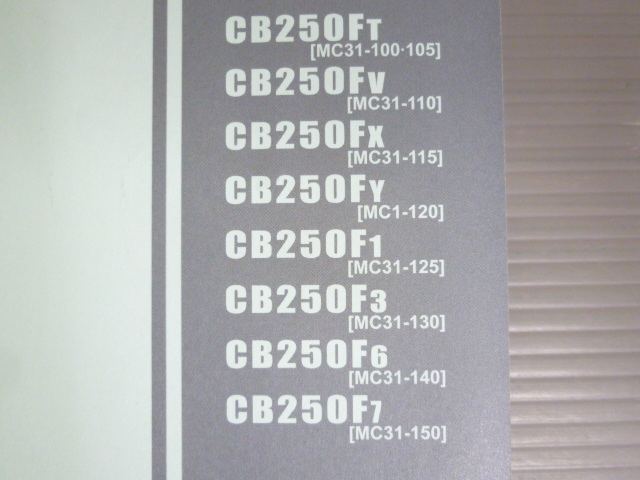 CB250FT
[MC31-100·105]
CB250FV
[MC31-110]
CB250FX
[MC31-115]
CB250FY
[MC1-120]
CB250F1
[MC31-125]
CB250F3
[MC31-130]
CB250F6
[MC31-140]
CB250F7
[MC31-150]